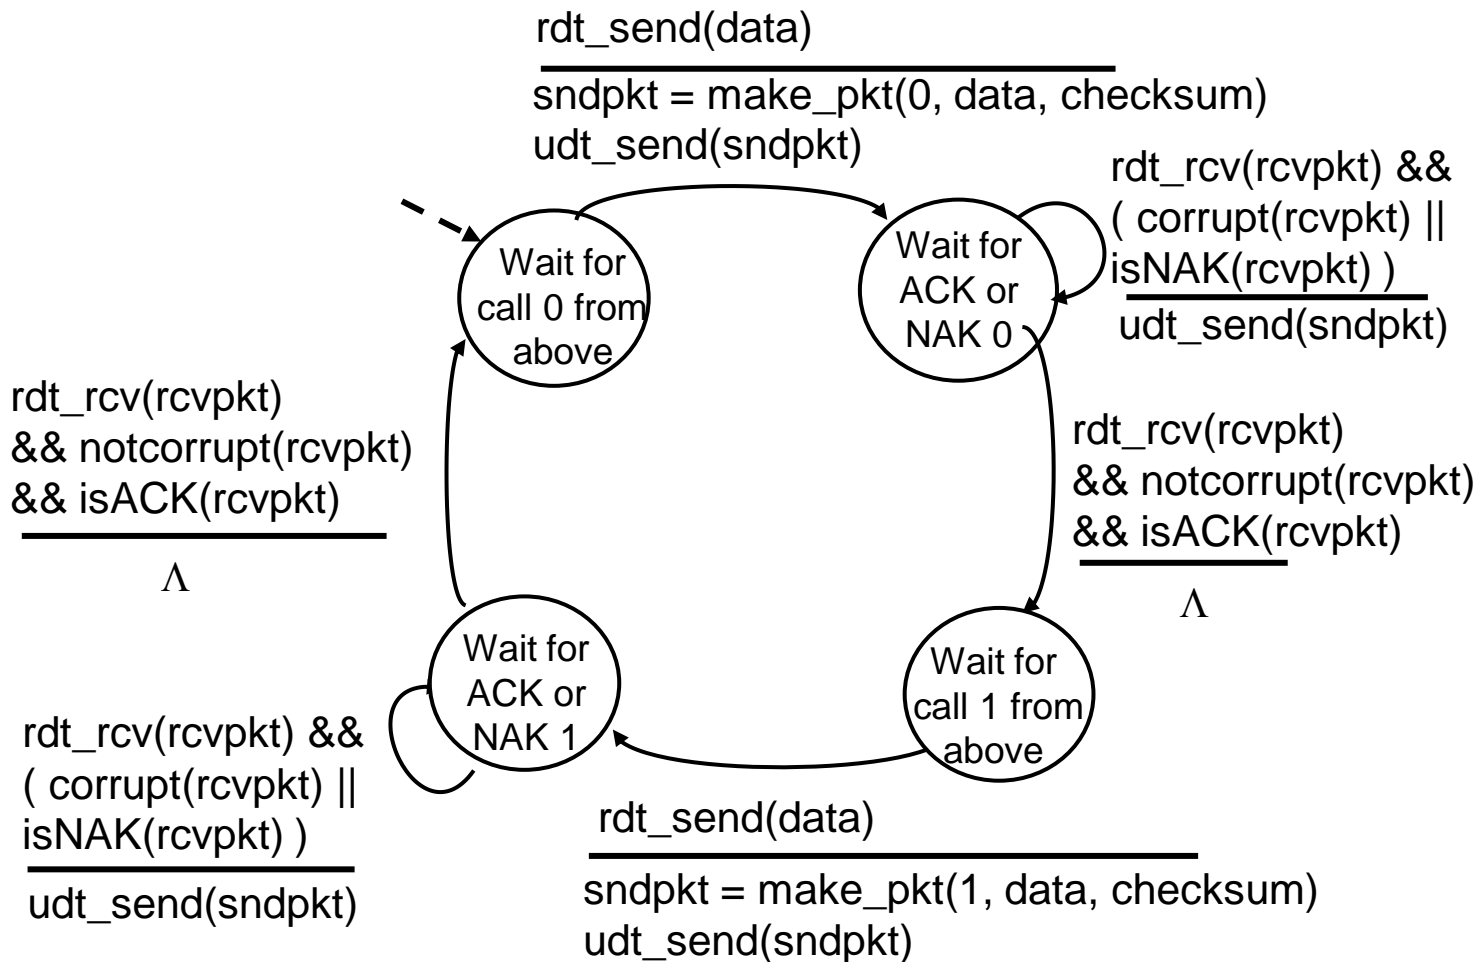 rdt_send(data)
sndpkt = make_pkt(0, data, checksum)
udt_send(sndpkt)
rdt_rcv(rcvpkt) &&
( corrupt(rcvpkt) ||
isNAK(rcvpkt) )
udt_send(sndpkt)
Wait for
call 0 from
above
Wait for
ACK or
NAK 0
rdt_rcv(rcvpkt)
&& notcorrupt(rcvpkt)
&& isACK(rcvpkt)
Λ
rdt_rcv(rcvpkt)
&& notcorrupt(rcvpkt)
&& isACK(rcvpkt)
Λ
Wait for
ACK or
NAK 1
Wait for
call 1 from
above
rdt_rcv(rcvpkt) &&
( corrupt(rcvpkt) ||
isNAK(rcvpkt) )
udt_send(sndpkt)
rdt_send(data)
sndpkt = make_pkt(1, data, checksum)
udt_send(sndpkt)